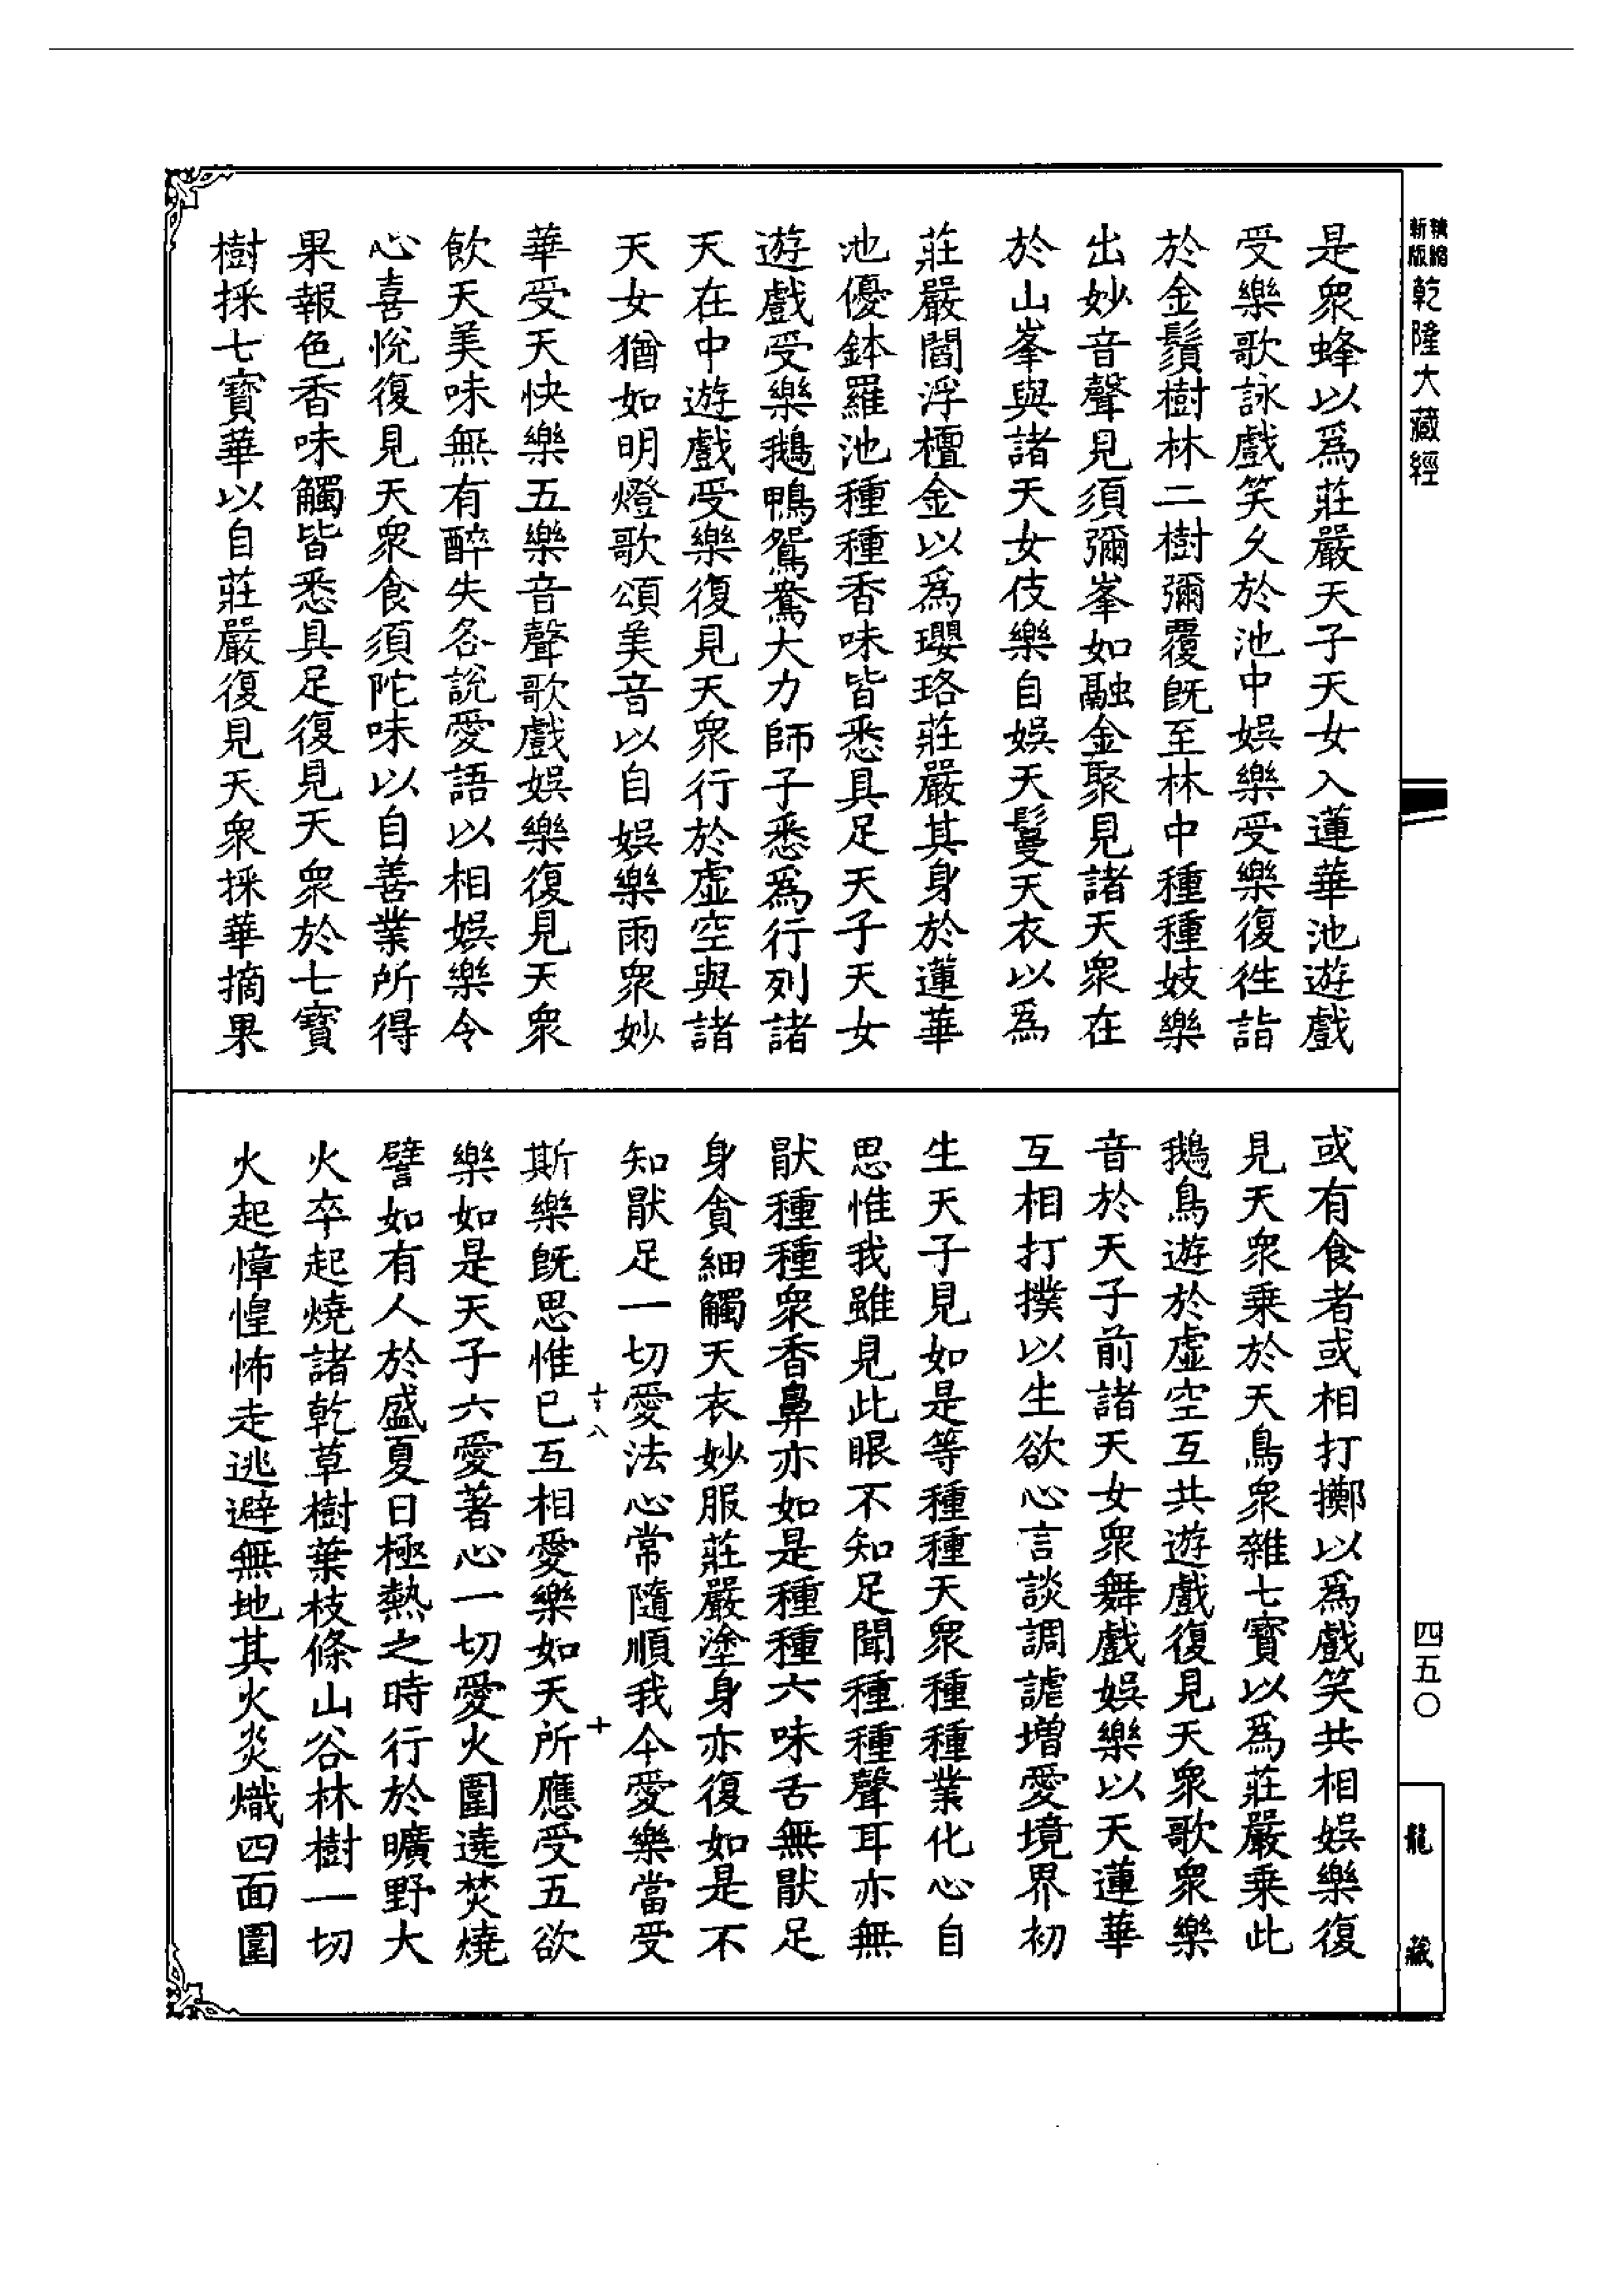 新版精縮乾隆大藏經
是衆蜂以爲莊嚴天子天女入蓮華池遊戲
受樂歌詠戲笑久於池中娛樂受樂復徃詣
於金鬚樹林二樹彌覆旣至林中種種妓樂
出妙音聲見須彌峯如融金聚見諸天衆在
於山峯與諸天女伎樂自娛天鬘天衣以爲
莊嚴閻浮檀金以爲瓔珞莊嚴其身於蓮華
池優鉢羅池種種香味皆悉具足天子天女
遊戲受樂鵝鴨鴛鴦大力師子悉爲行列諸
天在中遊戲受樂復見天衆行於虛空與諸
天女猶如明燈歌頌美音以自娛樂雨衆妙
華受天快樂五樂音聲歌戲娛樂復見天衆
飲天美味無有醉失各說愛語以相娛樂令
心喜悅復見天衆食須陀味以自善業所得
果報色香味觸皆悉具足復見天衆於七寶
樹採七寶華以自莊嚴復見天衆採華摘果
或有食者或相打擲以爲戲笑共相娛樂復
見天衆乘於天鳥衆雜七寶以爲莊嚴乘此
鵝鳥遊於虛空互共遊戲復見天衆歌衆樂
音於天子前諸天女衆舞戲娛樂以天蓮華
互相打撲以生欲心言談調謔增愛境界初
生天子見如是等種種天衆種種業化心自
思惟我雖見此眼不知足聞種種聲耳亦無
猒種種衆香鼻亦如是種種六味舌無猒足
身貪細觸天衣妙服莊嚴塗身亦復如是不
知猒足一切愛法心常隨順我今愛樂當受
斯樂旣思惟已互相愛樂如天所應受五欲
樂如是天子六愛著心一切愛火圍遶焚燒
譬如有人於盛夏日極熱之時行於曠野大
火卒起燒諸乾草樹葉枝條山谷林樹一切
火起慞惶怖走逃避無地其火炎熾四面圍
四五〇
龍藏